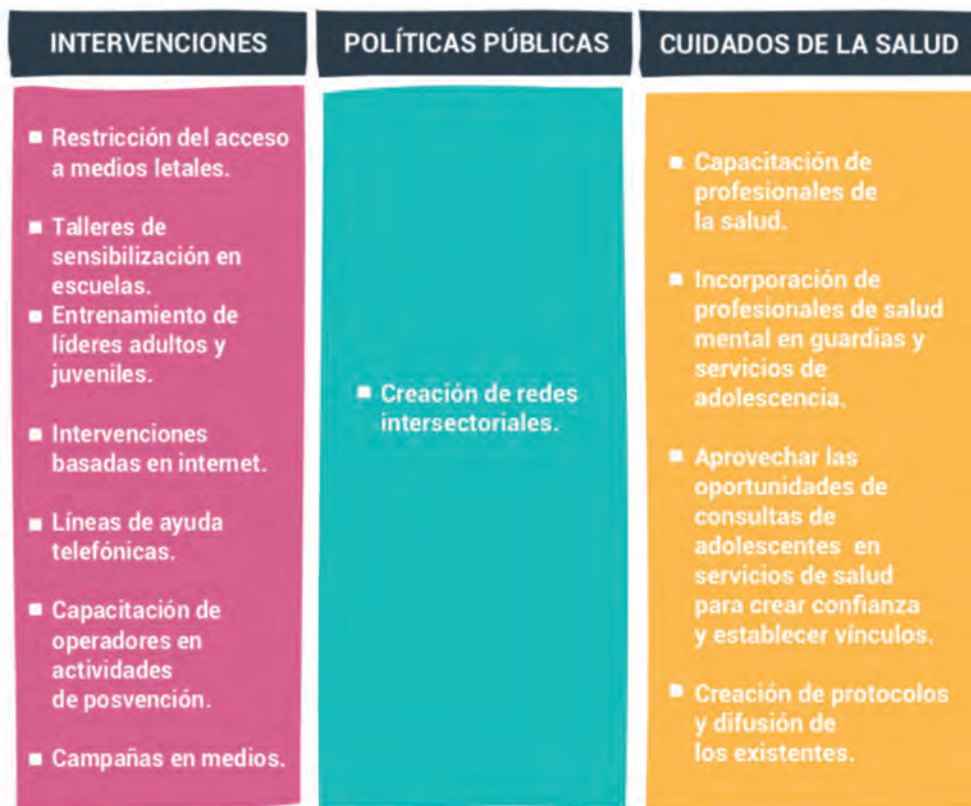 INTERVENCIONES
Restricción del acceso
a medios letales.
Talleres de
sensibilización en
escuelas.
Entrenamiento de
líderes adultos y
juveniles.
Intervenciones
basadas en internet.
Líneas de ayuda
telefónicas.
Capacitación de
operadores en
actividades
de posvención.
Campañas en medios.
POLÍTICAS PÚBLICAS
Creación de redes
intersectoriales.
CUIDADOS DE LA SALUD
Capacitación de
profesionales de
la salud.
Incorporación de
profesionales de salud
mental en guardias y
servicios de
adolescencia.
Aprovechar las
oportunidades de
consultas de
adolescentes en
servicios de salud
para crear confianza
y establecer vínculos.
Creación de protocolos
y difusión de
los existentes.